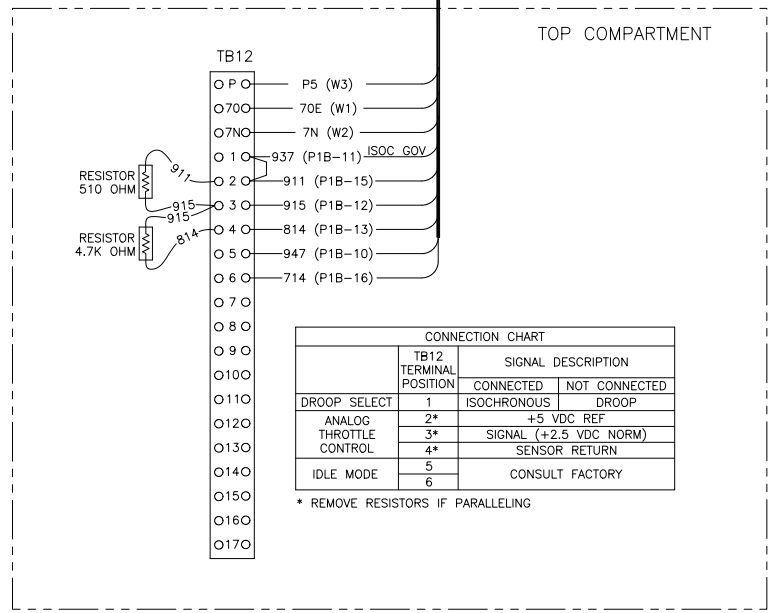 TOP COMPARTMENT
TB12
P P5 (W3)
70 70E (W1)
7N 7N (W2)
1 937 (P1B-11) ISOC GOV
911
RESISTOR
510 OHM
2 911 (P1B-15)
915 3 915 (P1B-12)
915
814 4 814 (P1B-13)
RESISTOR
4.7K OHM
5 947 (P1B-10)
6 714 (P1B-16)
7
8
9
10
11
12
13
14
15
16
17
CONNECTION CHART
TB12 TERMINAL POSITION SIGNAL DESCRIPTION
CONNECTED NOT CONNECTED
DROOP SELECT 1 ISOCHRONOUS DROOP
ANALOG THROTTLE CONTROL 2* +5 VDC REF
3* SIGNAL (+2.5 VDC NORM)
4* SENSOR RETURN
IDLE MODE 5 CONSULT FACTORY
6
* REMOVE RESISTORS IF PARALLELING